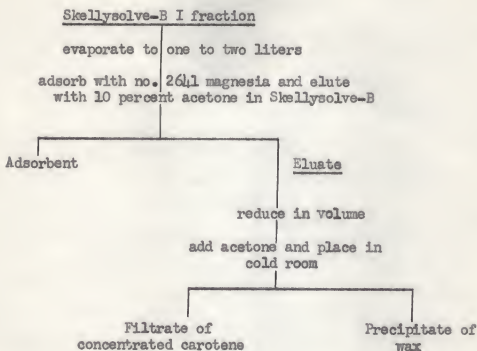 Skellysolve-B I fraction
evaporate to one to two liters
adsorb with no. 2641 magnesia and elute
with 10 percent acetone in Skellysolve-B
Adsorbent
Eluate
reduce in volume
add acetone and place in
cold room
Filtrate of
concentrated carotene
Precipitate of
wax